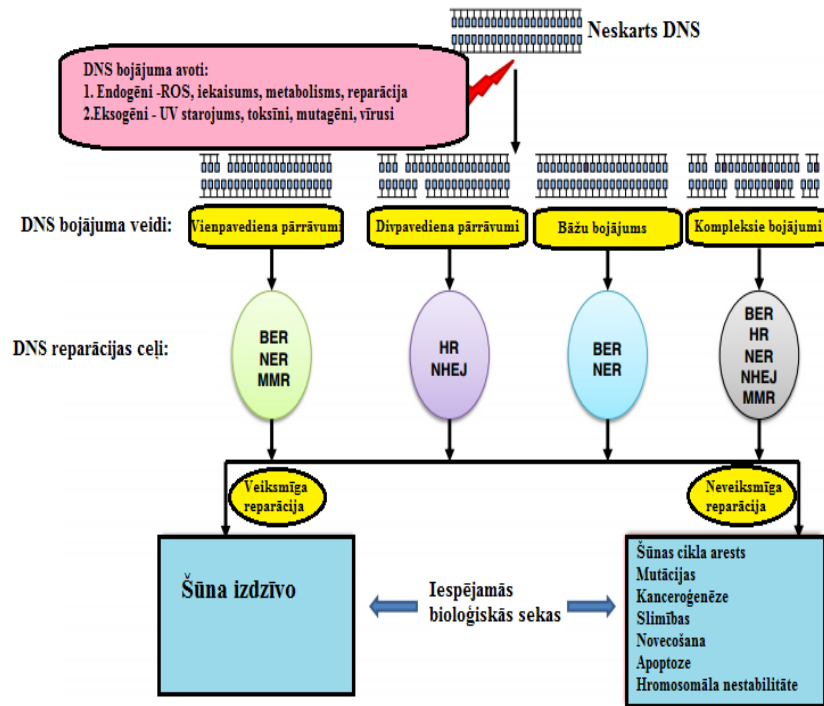 Neskarts DNS
DNS bojājuma avoti:
1. Endogēni -ROS, iekaisums, metabolisms, reparācija
2.Eksogēni - UV starojums, toksīni, mutagēni, vīrusi
DNS bojājuma veidi:
Vienpavediena pārrāvumi
Divpavediena pārrāvumi
Bāžu bojājums
Kompleksie bojājumi
DNS reparācijas ceļi:
BER
NER
MMR
HR
NHEJ
BER
NER
BER
HR
NER
NHEJ
MMR
Veiksmīga
reparācija
Neveiksmīga
reparācija
Šūna izdzīvo
Iespējamās
bioloģiskās sekas
Šūnas cikla arests
Mutācijas
Kanceroģenēze
Slimības
Novecošana
Apoptoze
Hromosomāla nestabilitāte